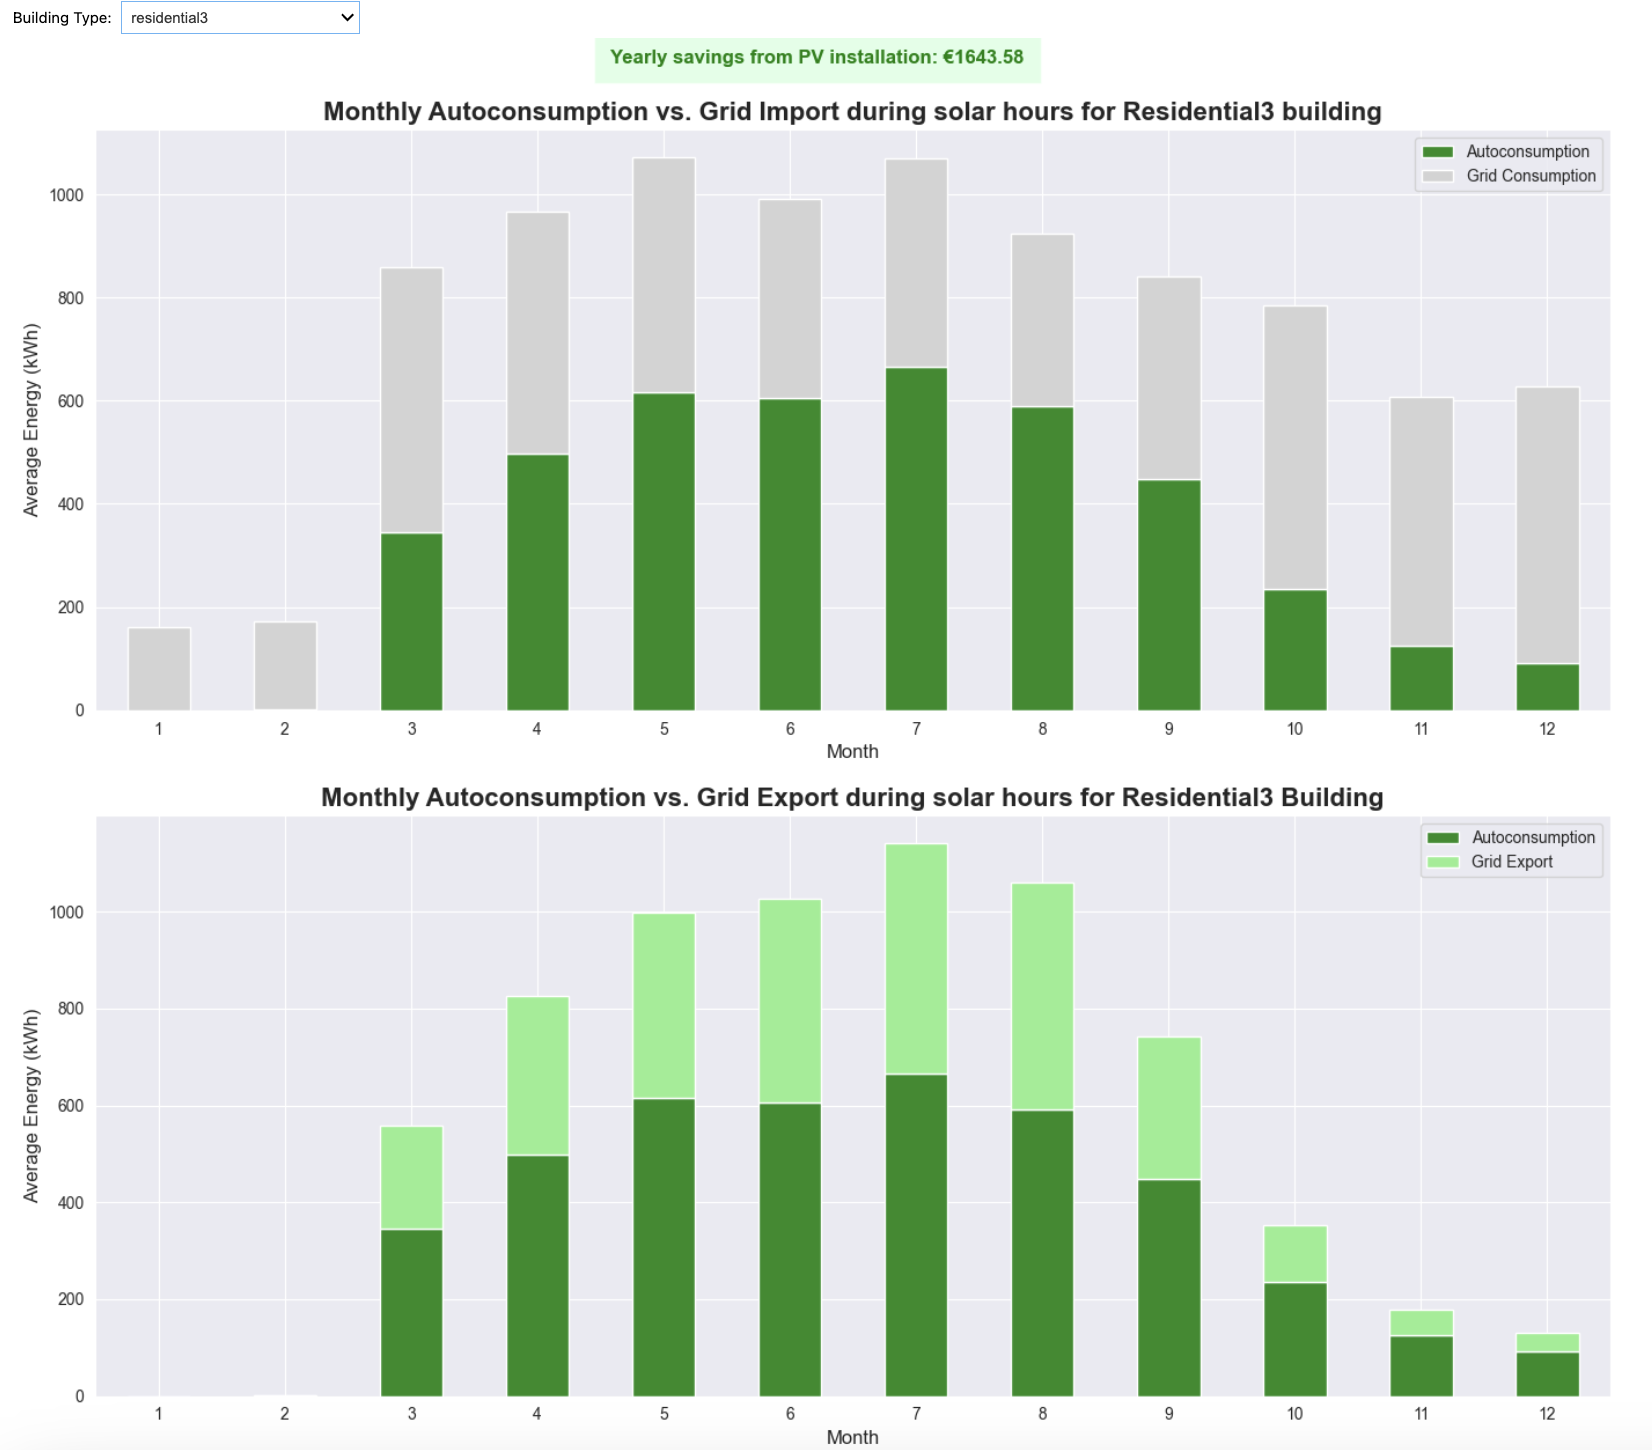 Building Type: residential3
Yearly savings from PV installation: €1643.58
Monthly Autoconsumption vs. Grid Import during solar hours for Residential3 building
Autoconsumption
Grid Consumption
Average Energy (kWh)
1000
800
600
400
200
0
1 2 3 4 5 6 7 8 9 10 11 12
Month
Monthly Autoconsumption vs. Grid Export during solar hours for Residential3 Building
Autoconsumption
Grid Export
Average Energy (kWh)
1000
800
600
400
200
0
1 2 3 4 5 6 7 8 9 10 11 12
Month